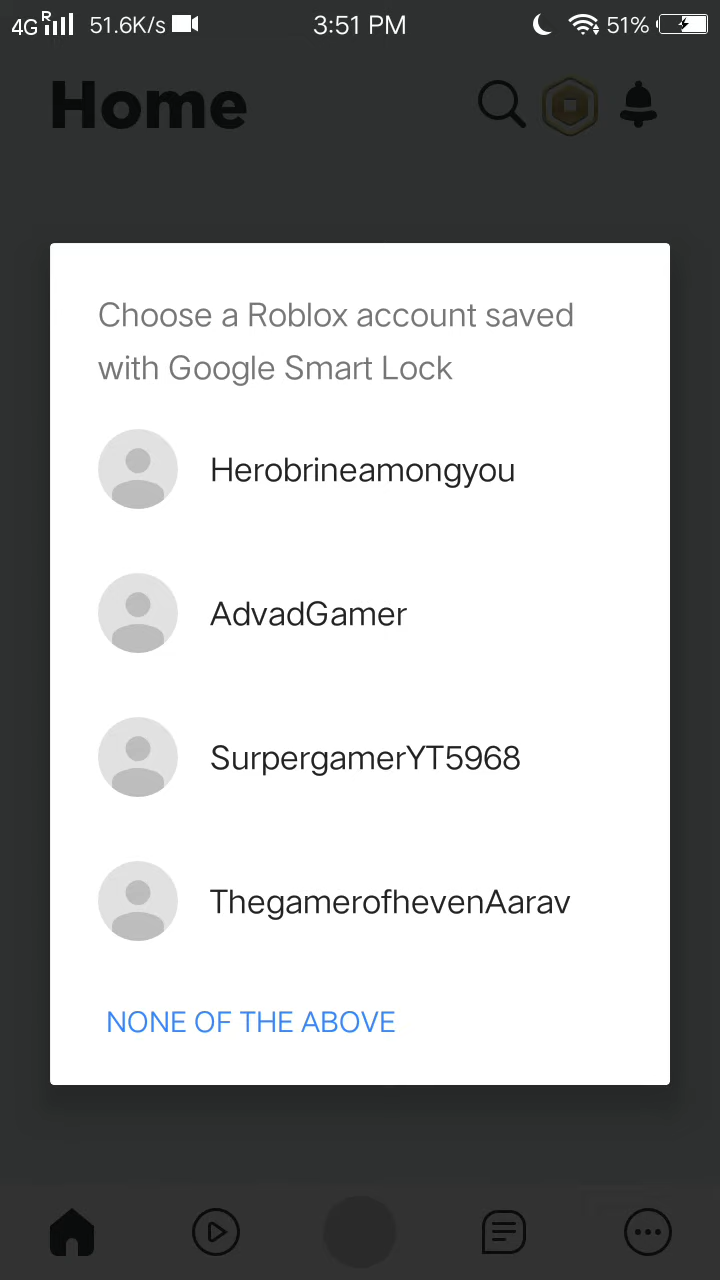 4G R 51.6K/s 3:51 PM 51%
Home
Choose a Roblox account saved
with Google Smart Lock
Herobrineamongyou
AdvadGamer
SurpergamerYT5968
ThegamerofhevenAarav
NONE OF THE ABOVE